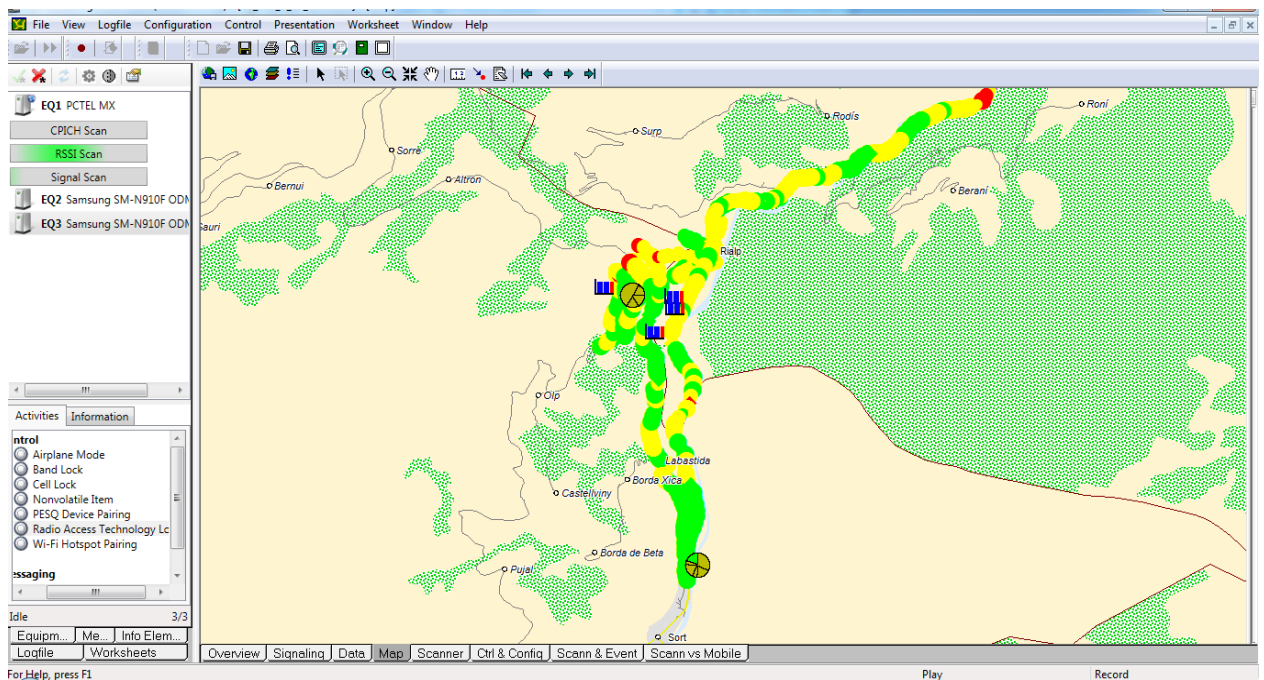 File View Logfile Configuration Control Presentation Worksheet Window Help
EQ1 PCTEL MX
CPICH Scan
RSSI Scan
Signal Scan
EQ2 Samsung SM-N910F ODN
EQ3 Samsung SM-N910F ODN
Activities Information
ntrol
Airplane Mode
Band Lock
Cell Lock
Nonvolatile Item
PESQ Device Pairing
Radio Access Technology Lc
Wi-Fi Hotspot Pairing
essaging
Idle 3/3
Equipm... Me... Info Elem...
Logfile Worksheets
Roní
Rodís
Surp
Sorre
Altron
Bernui
Beraní
auri
Rialp
Olp
Labastida
Borda Xica
Castellviny
Borda de Beta
Pujal
Sort
Overview Signaling Data Map Scanner Ctrl & Config Scann & Event Scann vs Mobile
For Help, press F1 Play Record